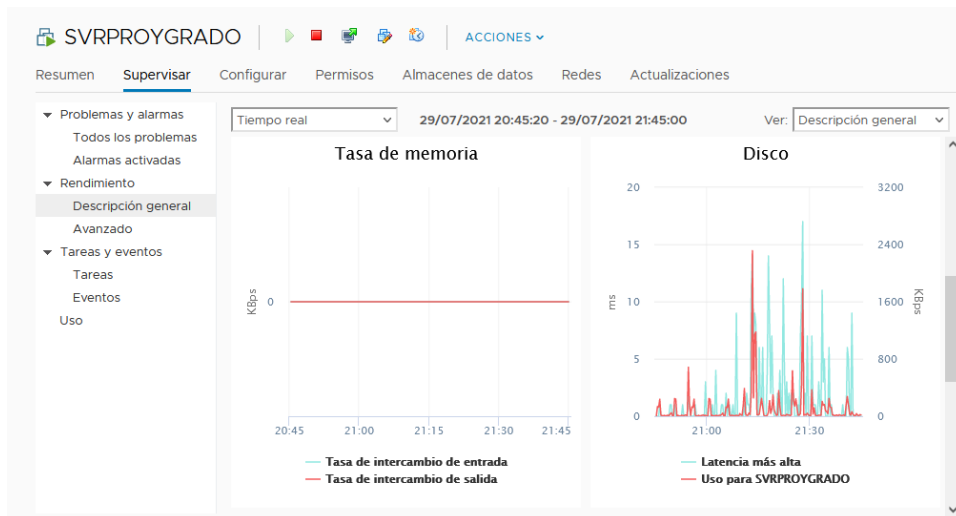 SVRPROYGRADO
ACCIONES
Resumen Supervisar Configurar Permisos Almacenes de datos Redes Actualizaciones
Problemas y alarmas
Todos los problemas
Alarmas activadas
Rendimiento
Descripción general
Avanzado
Tareas y eventos
Tareas
Eventos
Uso
Tiempo real 29/07/2021 20:45:20 - 29/07/2021 21:45:00 Ver: Descripción general
Tasa de memoria
KBps
0
20:45 21:00 21:15 21:30 21:45
Tasa de intercambio de entrada
Tasa de intercambio de salida
Disco
20 3200
15 2400
10 1600
ms KBps
5 800
0 0
21:00 21:30
Latencia más alta
Uso para SVRPROYGRADO